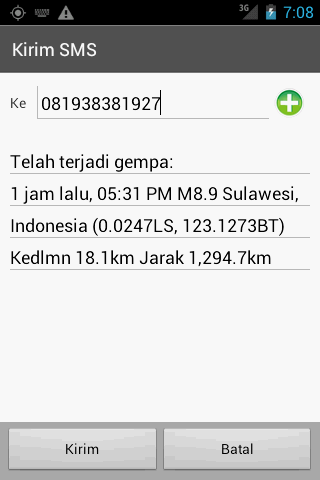 3G 7:08
Kirim SMS
Ke 081938381927
Telah terjadi gempa:
1 jam lalu, 05:31 PM M8.9 Sulawesi,
Indonesia (0.0247LS, 123.1273BT)
Kedlmn 18.1km Jarak 1,294.7km
Kirim Batal